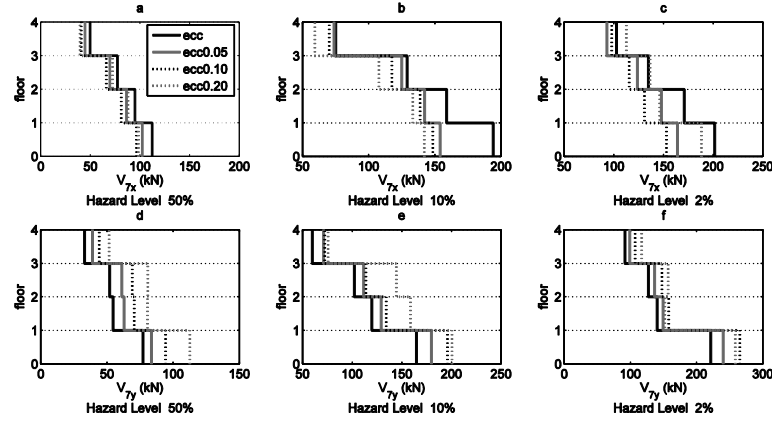 a
b
c
4
3
2
1
0
floor
ecc
ecc0.05
ecc0.10
ecc0.20
0 50 100 150 200
V7x (kN)
Hazard Level 50%
4
3
2
1
0
floor
50 100 150 200
V7x (kN)
Hazard Level 10%
4
3
2
1
0
floor
50 100 150 200 250
V7x (kN)
Hazard Level 2%
d
e
f
4
3
2
1
0
floor
0 50 100 150
V7y (kN)
Hazard Level 50%
4
3
2
1
0
floor
50 100 150 200 250
V7y (kN)
Hazard Level 10%
4
3
2
1
0
floor
0 100 200 300
V7y (kN)
Hazard Level 2%